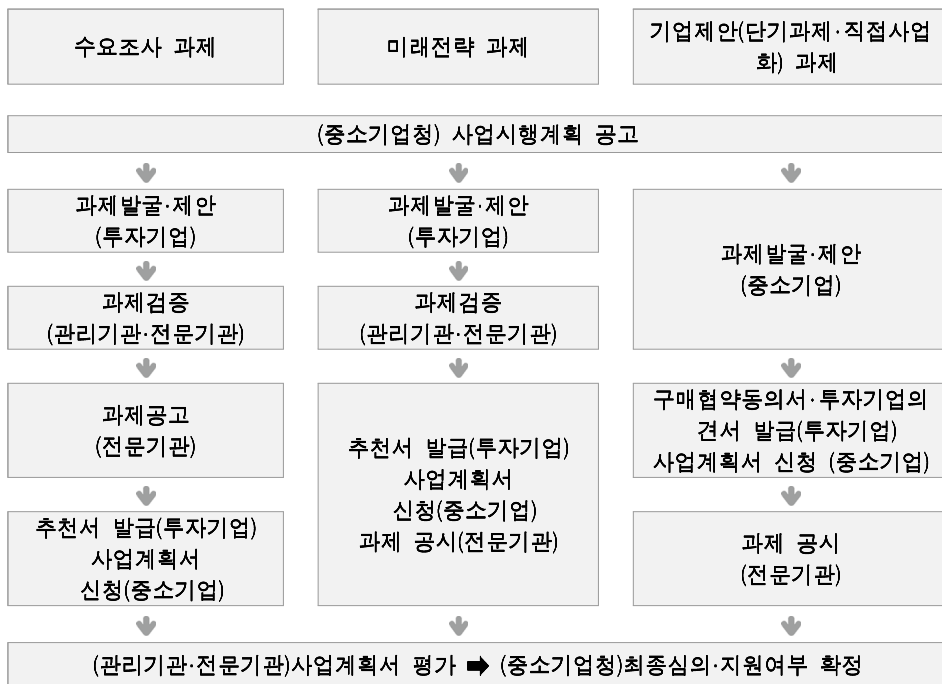 수요조사 과제
미래전략 과제
기업제안(단기과제·직접사업
화) 과제
(중소기업청) 사업시행계획 공고
과제발굴·제안
(투자기업)
과제발굴·제안
(투자기업)
과제발굴·제안
(중소기업)
과제검증
(관리기관·전문기관)
과제검증
(관리기관·전문기관)
과제공고
(전문기관)
추천서 발급(투자기업)
사업계획서
신청(중소기업)
과제 공시(전문기관)
구매협약동의서·투자기업의
견서 발급(투자기업)
사업계획서 신청 (중소기업)
추천서 발급(투자기업)
사업계획서
신청(중소기업)
과제 공시
(전문기관)
(관리기관·전문기관)사업계획서 평가 ➡ (중소기업청)최종심의·지원여부 확정